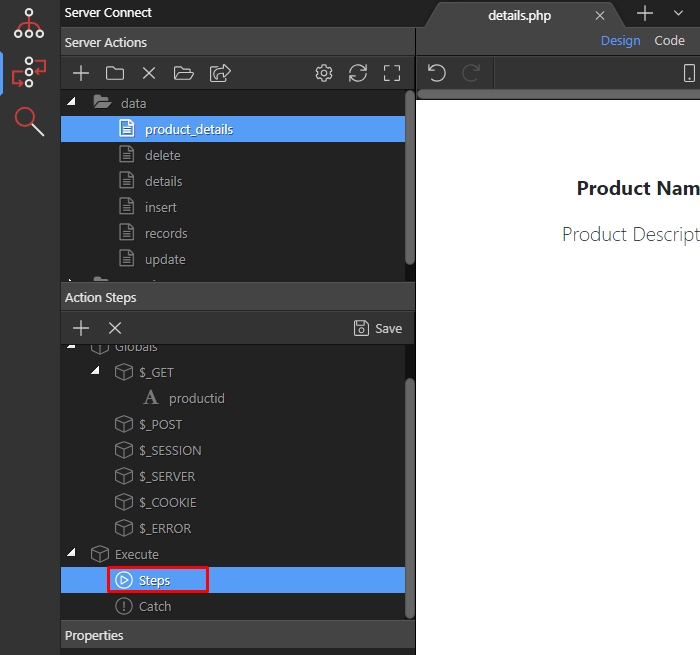 Server Connect
details.php
Server Actions
Design Code
data
product_details
delete
details
insert
records
update
Product Nam
Product Descript
Action Steps
Save
Globals
$_GET
A productid
$_POST
$_SESSION
$_SERVER
$_COOKIE
$_ERROR
Execute
Steps
Catch
Properties